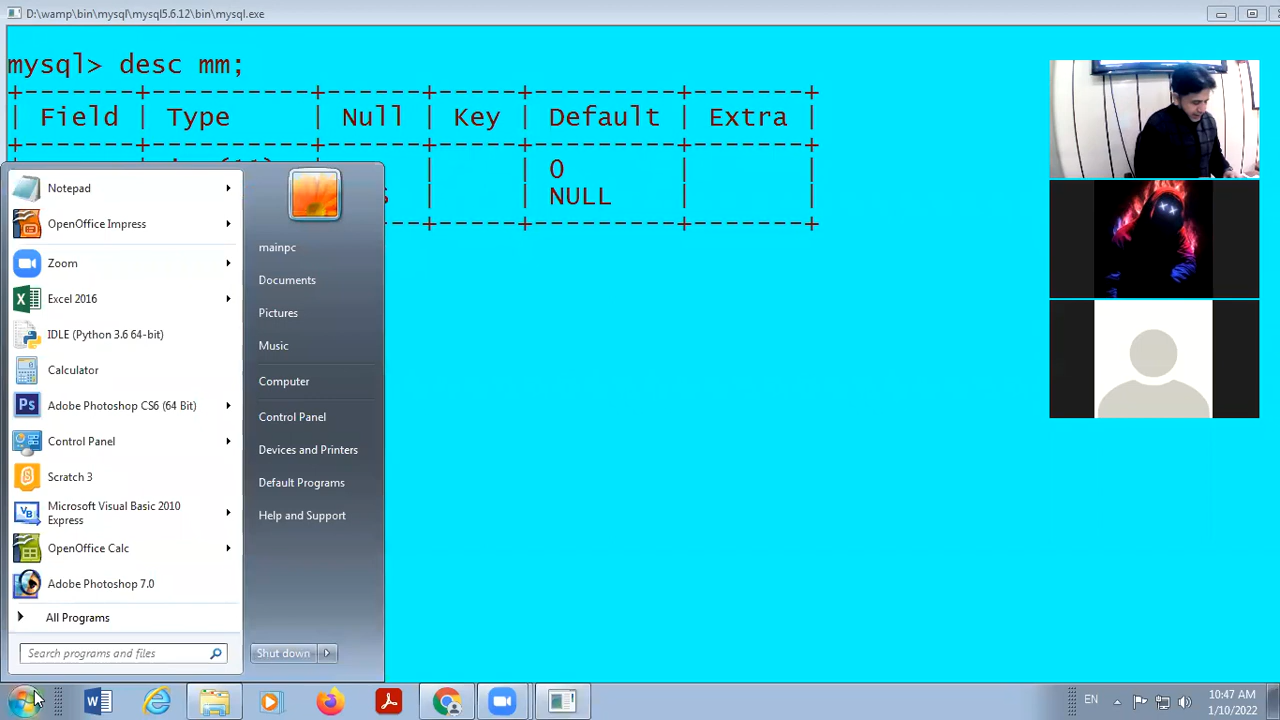 D:\wamp\bin\mysql\mysql5.6.12\bin\mysql.exe
mysql> desc mm;
+-------+----------+------+-----+---------+-------+
| Field | Type | Null | Key | Default | Extra |
+-------+----------+------+-----+---------+-------+
| 0 | |
| NULL | |
---+-----+---------+-------+
Notepad
OpenOffice Impress
Zoom
Excel 2016
IDLE (Python 3.6 64-bit)
Calculator
Adobe Photoshop CS6 (64 Bit)
Control Panel
Scratch 3
Microsoft Visual Basic 2010
Express
OpenOffice Calc
Adobe Photoshop 7.0
All Programs
Search programs and files
mainpc
Documents
Pictures
Music
Computer
Control Panel
Devices and Printers
Default Programs
Help and Support
Shut down
EN
10:47 AM
1/10/2022